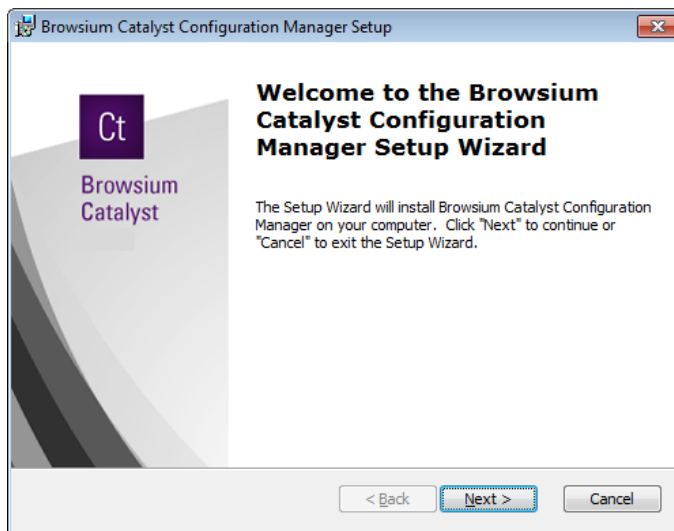 Browsium Catalyst Configuration Manager Setup
Ct
Browsium
Catalyst
Welcome to the Browsium
Catalyst Configuration
Manager Setup Wizard
The Setup Wizard will install Browsium Catalyst Configuration
Manager on your computer.  Click "Next" to continue or
"Cancel" to exit the Setup Wizard.
< Back
Next >
Cancel